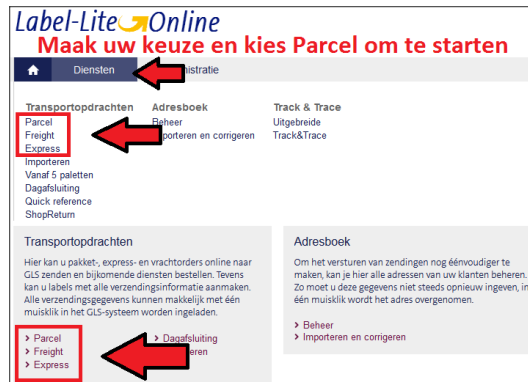 Label-Lite Online
Maak uw keuze en kies Parcel om te starten
Diensten nistratie
Transportopdrachten Adresboek Track & Trace
Parcel Beheer Uitgebreide
Freight mporteren en corrigeren Track&Trace
Express
Importeren
Vanaf 5 paletten
Dagafsluiting
Quick reference
ShopReturn
Transportopdrachten
Hier kan u pakket-, express- en vrachtorders online naar
GLS zenden en bijkomende diensten bestellen. Tevens
kan u labels met alle verzendingsinformatie aanmaken.
Alle verzendingsgegevens kunnen makkelijk met één
muisklik in het GLS-systeem worden ingeladen.
> Parcel > Dagafsluiting
> Freight eren
> Express
Adresboek
Om het versturen van zendingen nog éénvoudiger te
maken, kan je hier alle adressen van uw klanten beheren.
Zo moet u deze gegevens niet steeds opnieuw ingeven, in
één muisklik wordt het adres overgenomen.
> Beheer
> Importeren en corrigeren